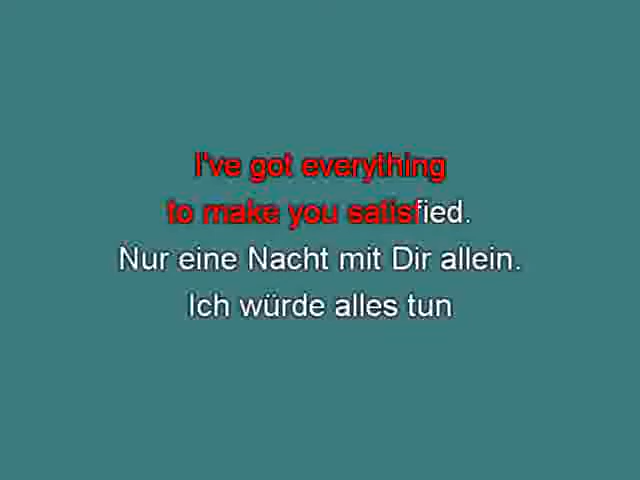 I've got everything
to make you satisfied.
Nur eine Nacht mit Dir allein.
Ich würde alles tun